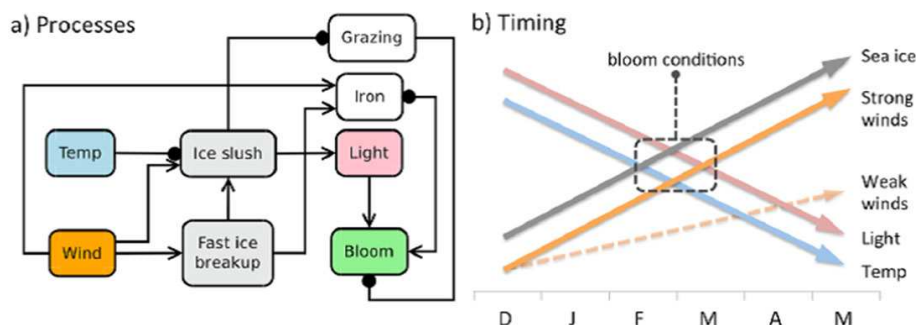 a) Processes
Grazing
Iron
Temp
Ice slush
Light
Wind
Fast ice
breakup
Bloom
b) Timing
bloom conditions
Sea ice
Strong
winds
Weak
winds
Light
Temp
D J F M A M